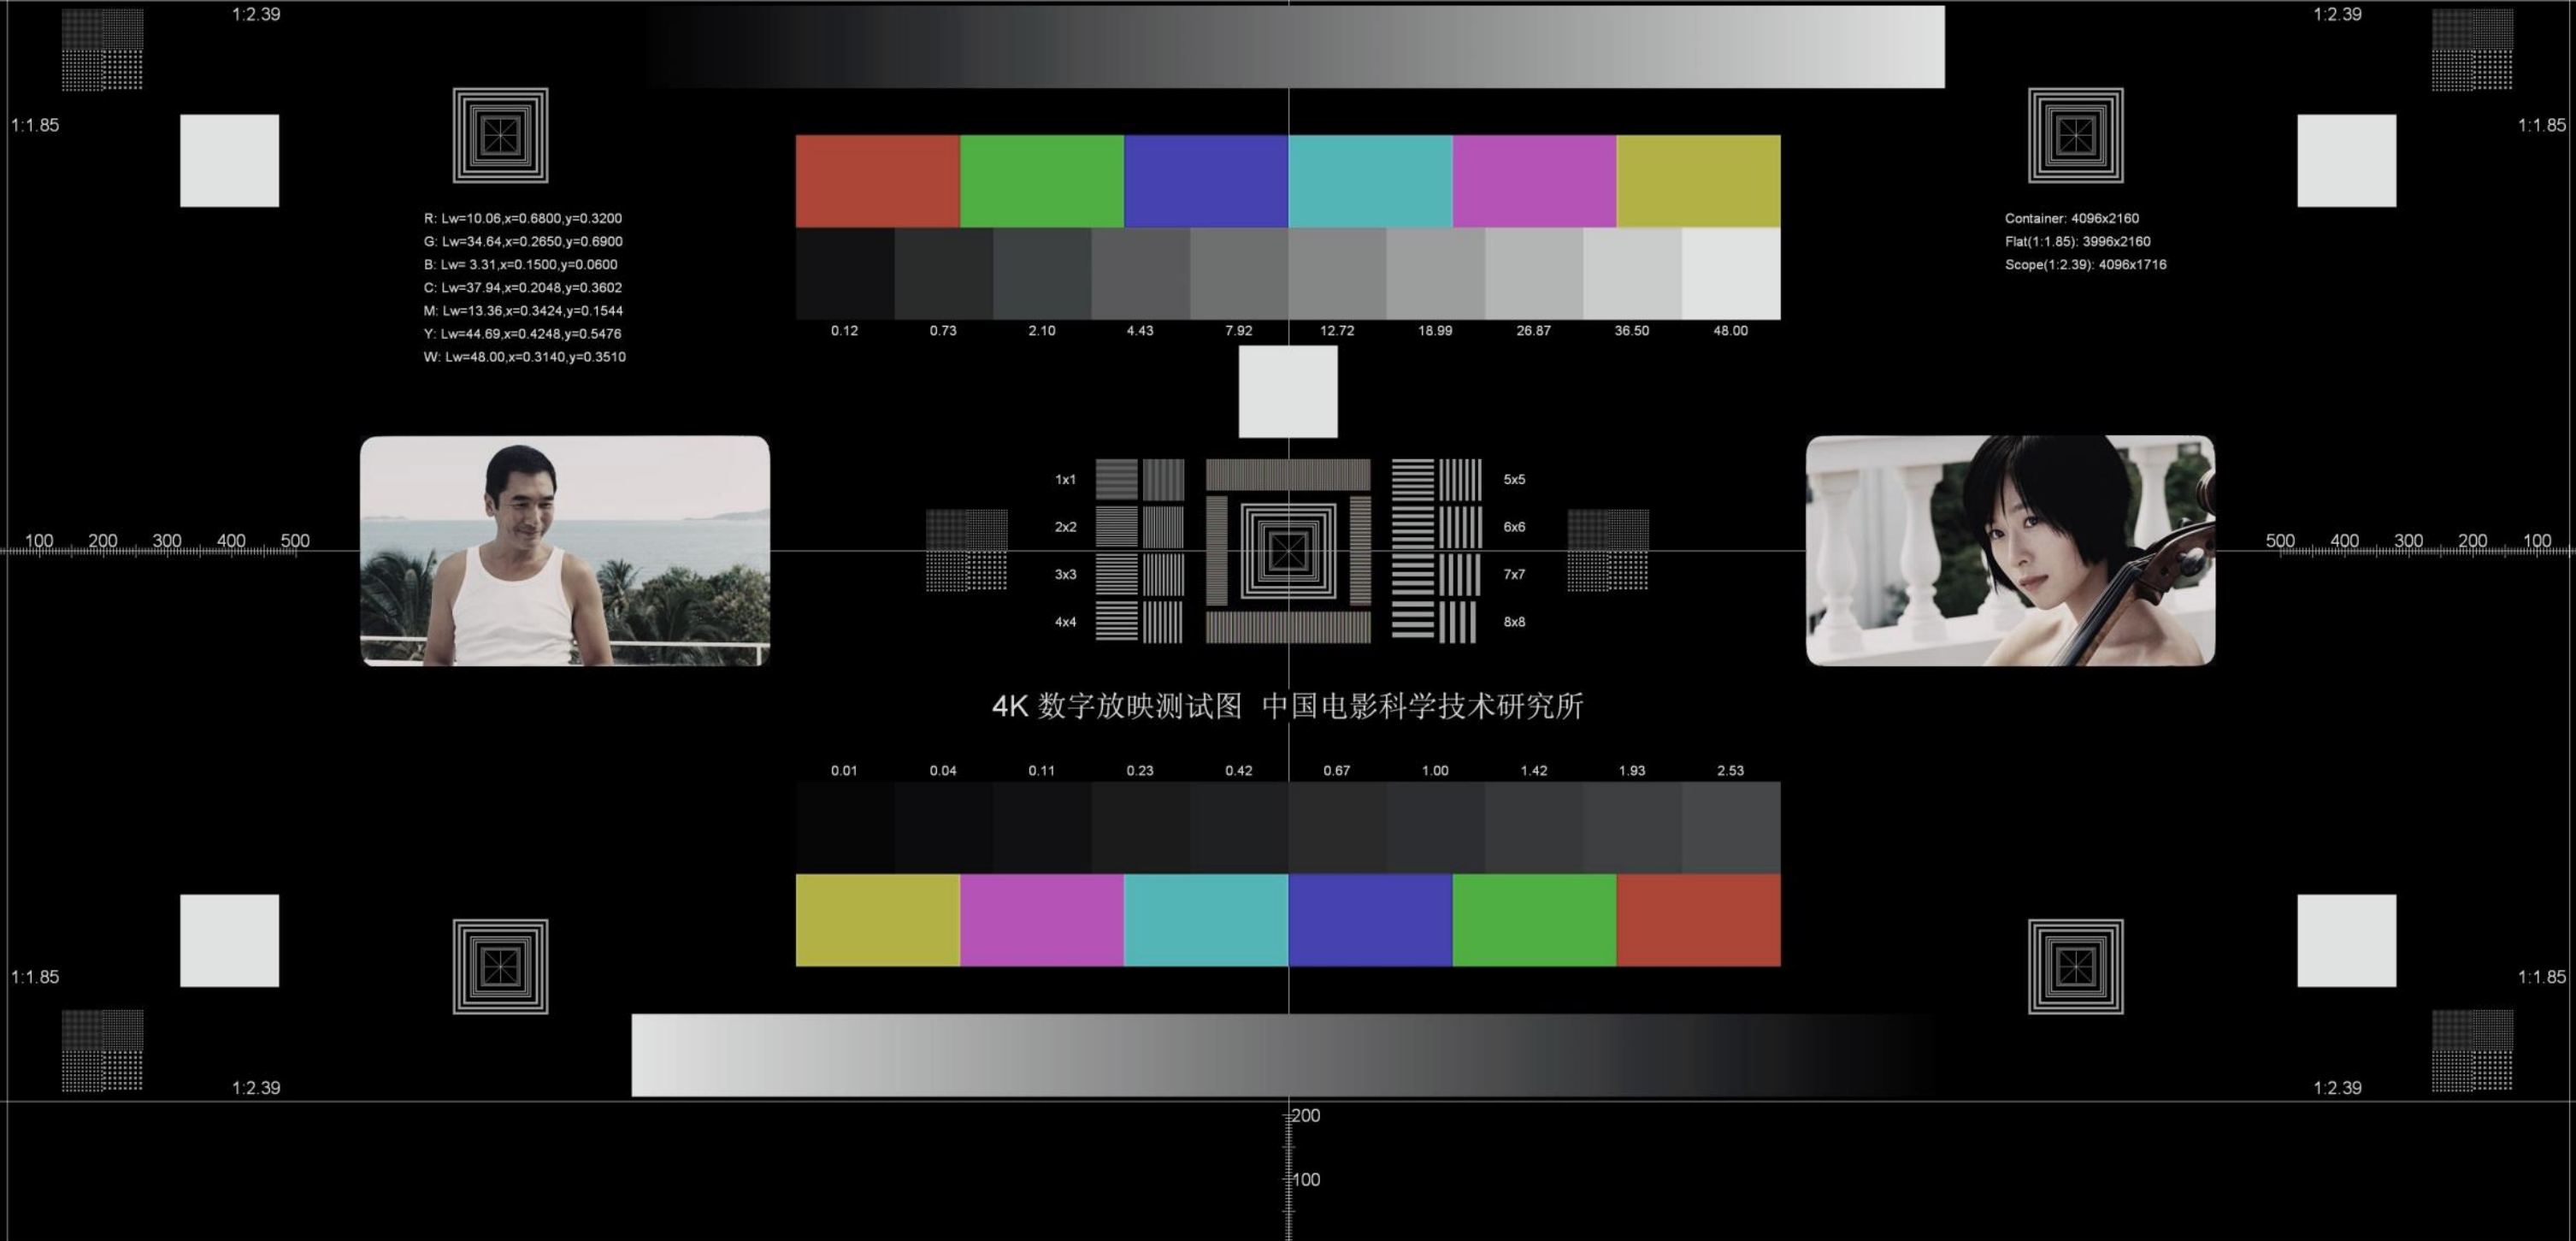 1:2.39
1:2.39
1:1.85
1:1.85
R: Lw=10.06,x=0.6800,y=0.3200
G: Lw=34.64,x=0.2650,y=0.6900
B: Lw= 3.31,x=0.1500,y=0.0600
C: Lw=37.94,x=0.2048,y=0.3602
M: Lw=13.36,x=0.3424,y=0.1544
Y: Lw=44.69,x=0.4248,y=0.5476
W: Lw=48.00,x=0.3140,y=0.3510
Container: 4096x2160
Flat(1:1.85): 3996x2160
Scope(1:2.39): 4096x1716
0.12 0.73 2.10 4.43 7.92 12.72 18.99 26.87 36.50 48.00
1x1
2x2
3x3
4x4
5x5
6x6
7x7
8x8
100 200 300 400 500
500 400 300 200 100
4K 数字放映测试图 中国电影科学技术研究所
0.01 0.04 0.11 0.23 0.42 0.67 1.00 1.42 1.93 2.53
1:1.85
1:1.85
1:2.39
1:2.39
200
100